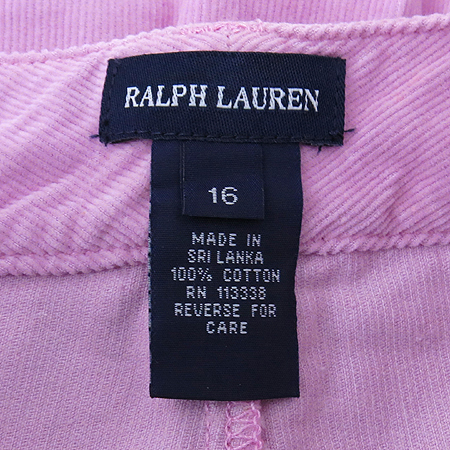 RALPH LAUREN
16
MADE IN
SRI LANKA
100% COTTON
RN 113338
REVERSE FOR
CARE